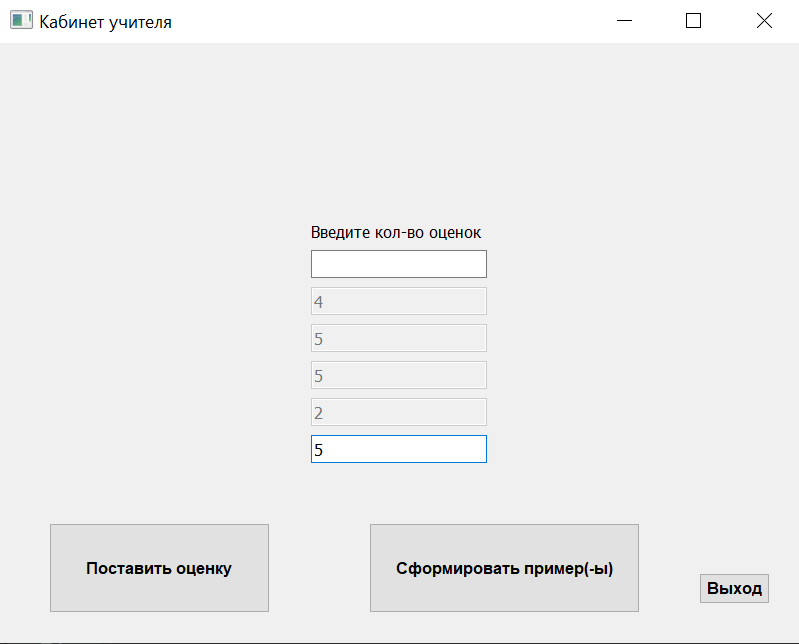 Кабинет учителя
Введите кол-во оценок
4
5
5
2
5
Поставить оценку
Сформировать пример(-ы)
Выход